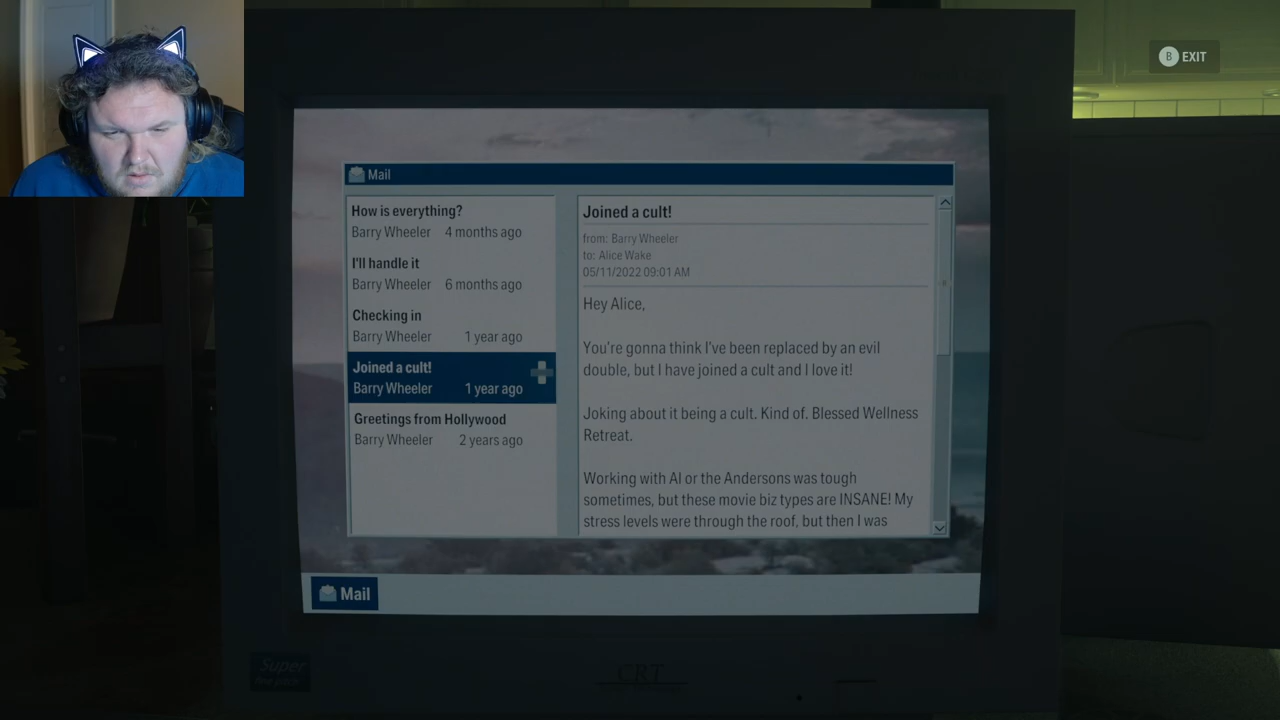 B EXIT
Mail
How is everything?
Barry Wheeler 4 months ago
I'll handle it
Barry Wheeler 6 months ago
Checking in
Barry Wheeler 1 year ago
Joined a cult!
Barry Wheeler 1 year ago
Greetings from Hollywood
Barry Wheeler 2 years ago
Joined a cult!
from: Barry Wheeler
to: Alice Wake
05/11/2022 09:01 AM
Hey Alice,
You're gonna think I've been replaced by an evil
double, but I have joined a cult and I love it!
Joking about it being a cult. Kind of. Blessed Wellness
Retreat.
Working with Al or the Andersons was tough
sometimes, but these movie biz types are INSANE! My
stress levels were through the roof, but then I was
Mail
Super
CRT